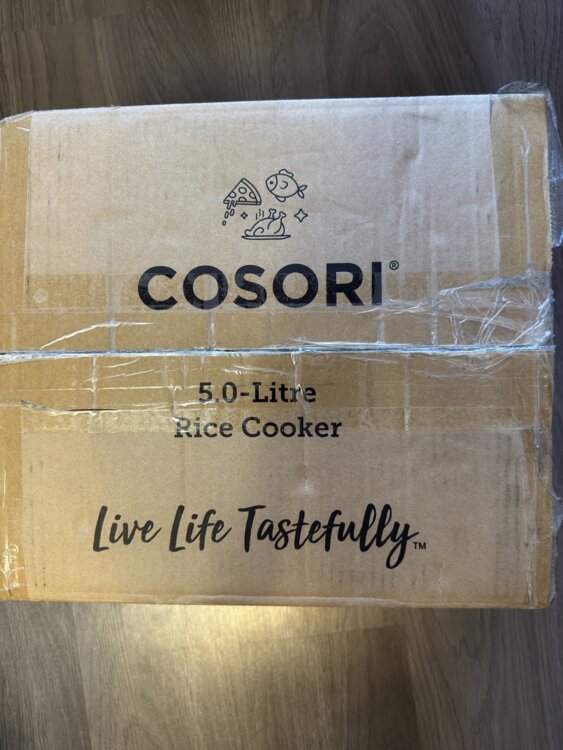 COSORI®
5.0-Litre
Rice Cooker
Live Life Tastefully™